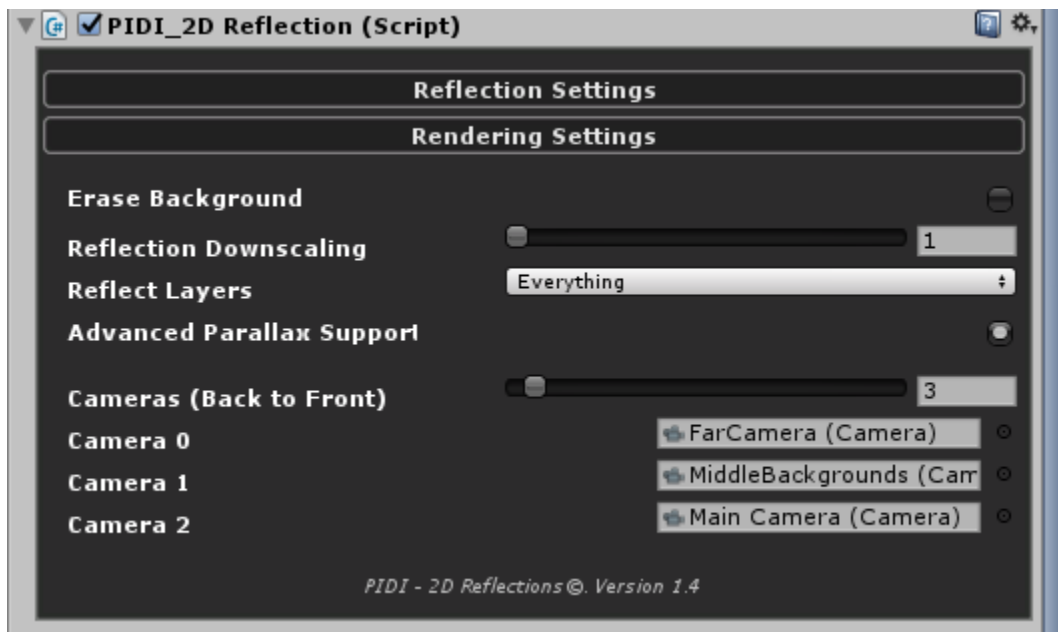 PIDI_2D Reflection (Script)
Reflection Settings
Rendering Settings
Erase Background
Reflection Downscaling 1
Reflect Layers Everything
Advanced Parallax Support
Cameras (Back to Front) 3
Camera 0 FarCamera (Camera)
Camera 1 MiddleBackgrounds (Cam
Camera 2 Main Camera (Camera)
PIDI - 2D Reflections©. Version 1.4